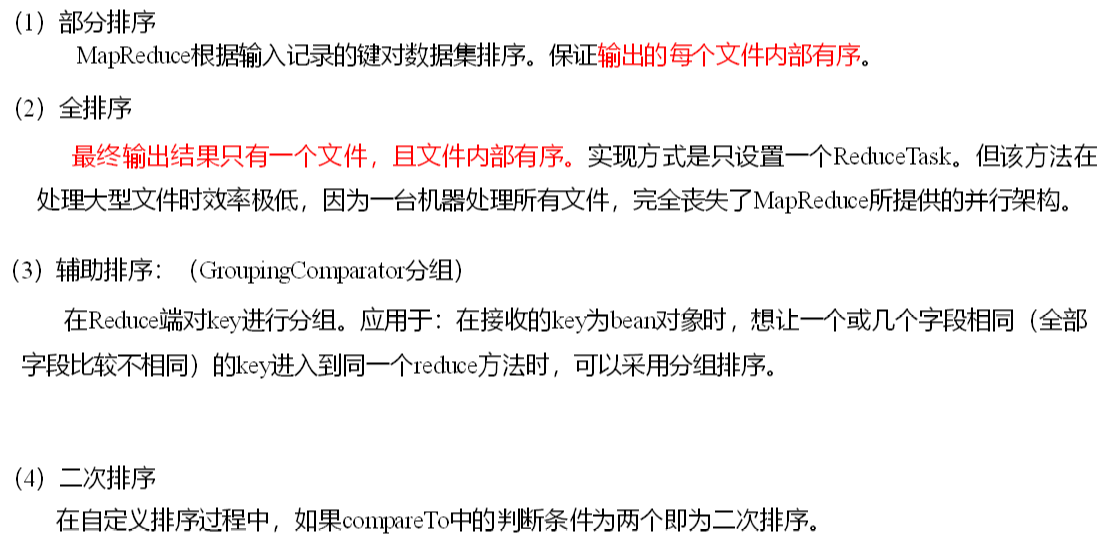 （1）部分排序
MapReduce根据输入记录的键对数据集排序。保证输出的每个文件内部有序。
（2）全排序
最终输出结果只有一个文件，且文件内部有序。实现方式是只设置一个ReduceTask。但该方法在
处理大型文件时效率极低，因为一台机器处理所有文件，完全丧失了MapReduce所提供的并行架构。
（3）辅助排序：（GroupingComparator分组）
在Reduce端对key进行分组。应用于：在接收的key为bean对象时，想让一个或几个字段相同（全部
字段比较不相同）的key进入到同一个reduce方法时，可以采用分组排序。
（4）二次排序
在自定义排序过程中，如果compareTo中的判断条件为两个即为二次排序。